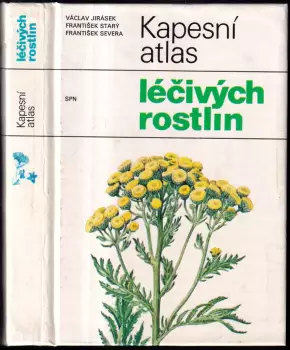 léčivých
rostlin
Kapesní
atlas
VÁCLAV JIRÁSEK
FRANTIŠEK STARÝ
FRANTIŠEK SEVERA
SPN
Kapesní
atlas
léčivých
rostlin